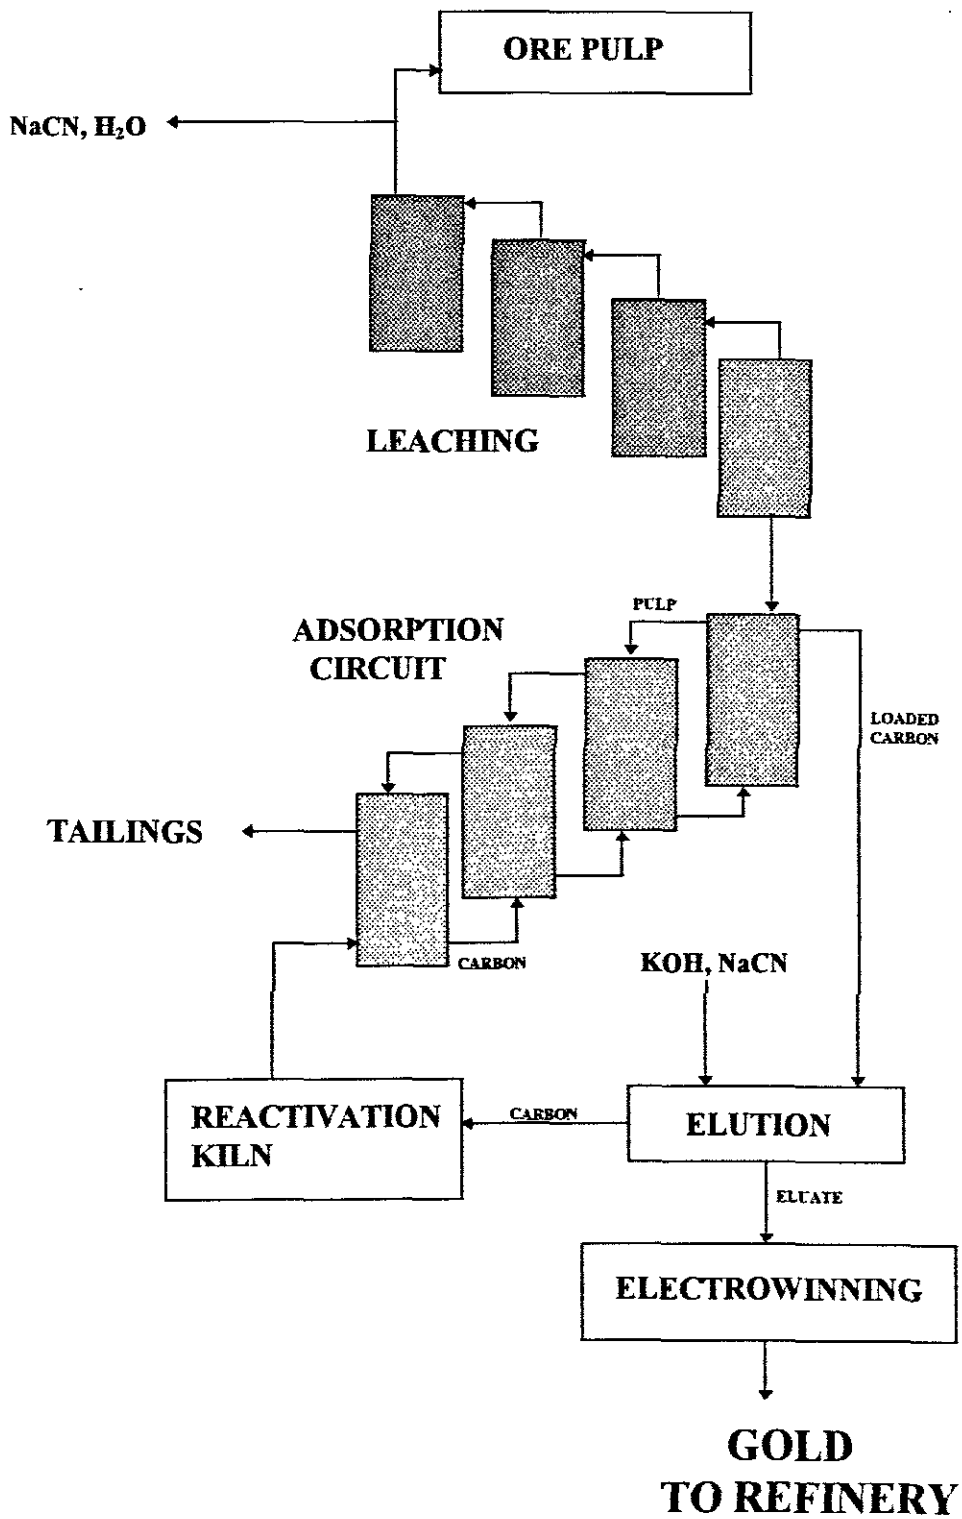 ORE PULP
NaCN, H₂O
LEACHING
PULP
ADSORPTION
CIRCUIT
LOADED
CARBON
TAILINGS
CARBON
KOH, NaCN
REACTIVATION
KILN
CARBON
ELUTION
ELUATE
ELECTROWINNING
GOLD
TO REFINERY